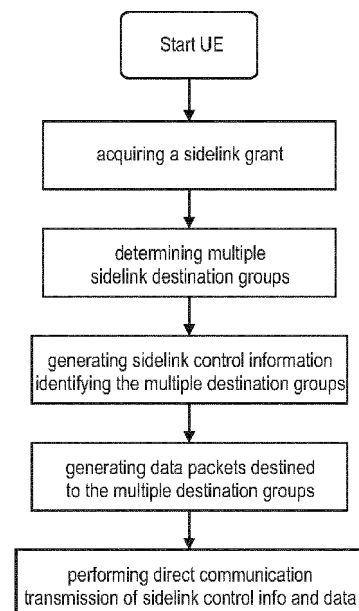 Start UE
acquiring a sidelink grant
determining multiple
sidelink destination groups
generating sidelink control information
identifying the multiple destination groups
generating data packets destined
to the multiple destination groups
performing direct communication
transmission of sidelink control info and data